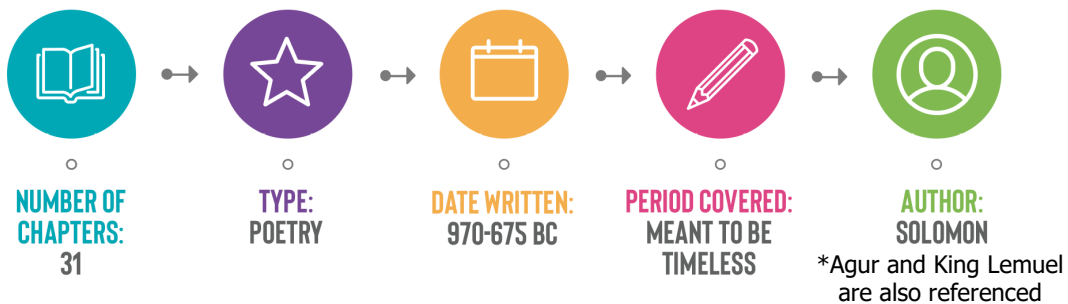 NUMBER OF
CHAPTERS:
31
TYPE:
POETRY
DATE WRITTEN:
970-675 BC
PERIOD COVERED:
MEANT TO BE
TIMELESS
AUTHOR:
SOLOMON
*Agur and King Lemuel
are also referenced